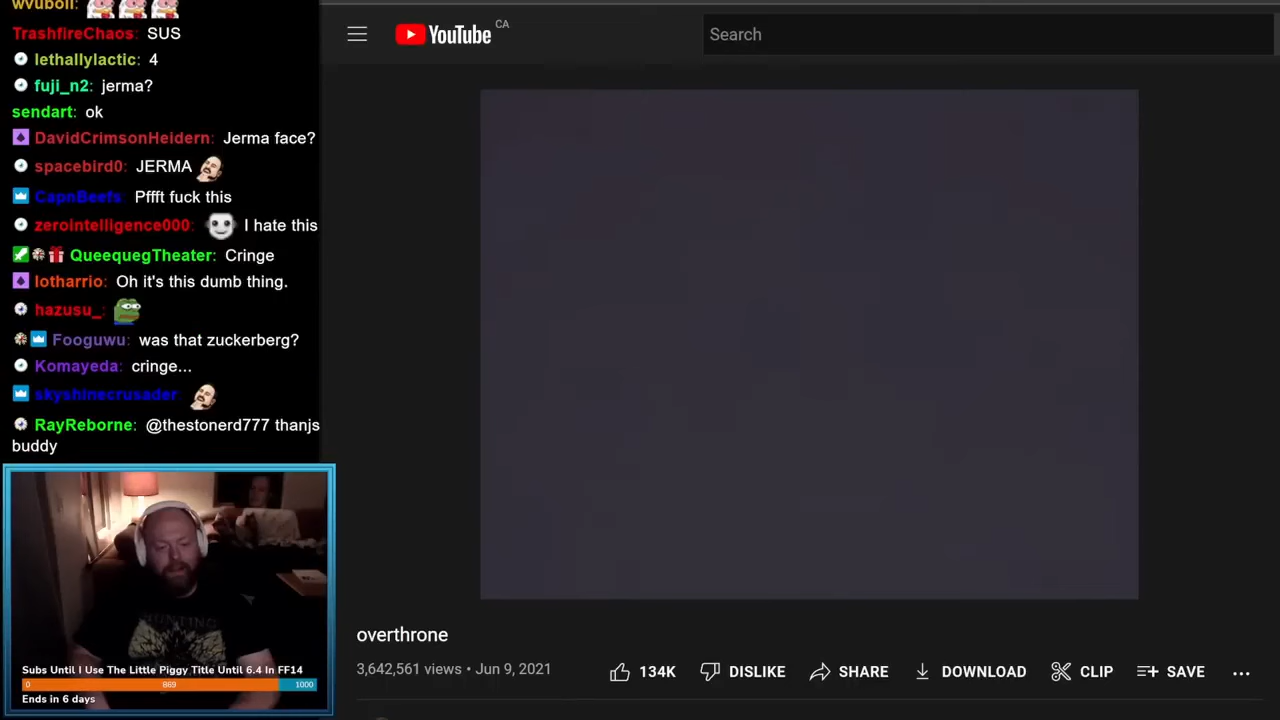 wvuboll
TrashfireChaos: SUS
lethallylactic: 4
fuji_n2: jerma?
sendart: ok
DavidCrimsonHeidern: Jerma face?
spacebird0: JERMA
CapnBeefs: Pffft fuck this
zerointelligence000: I hate this
QueequegTheater: Cringe
lotharrio: Oh it's this dumb thing.
hazusu_:
Fooguwu: was that zuckerberg?
Komayeda: cringe...
skyshinecrusader
RayReborne: @thestonerd777 thanjs
buddy
HUNTING
Subs Until I Use The Little Piggy Title Until 6.4 In FF14
0 869 1000
Ends in 6 days
YouTube CA
Search
overthrone
3,642,561 views • Jun 9, 2021
134K DISLIKE SHARE DOWNLOAD CLIP SAVE ...